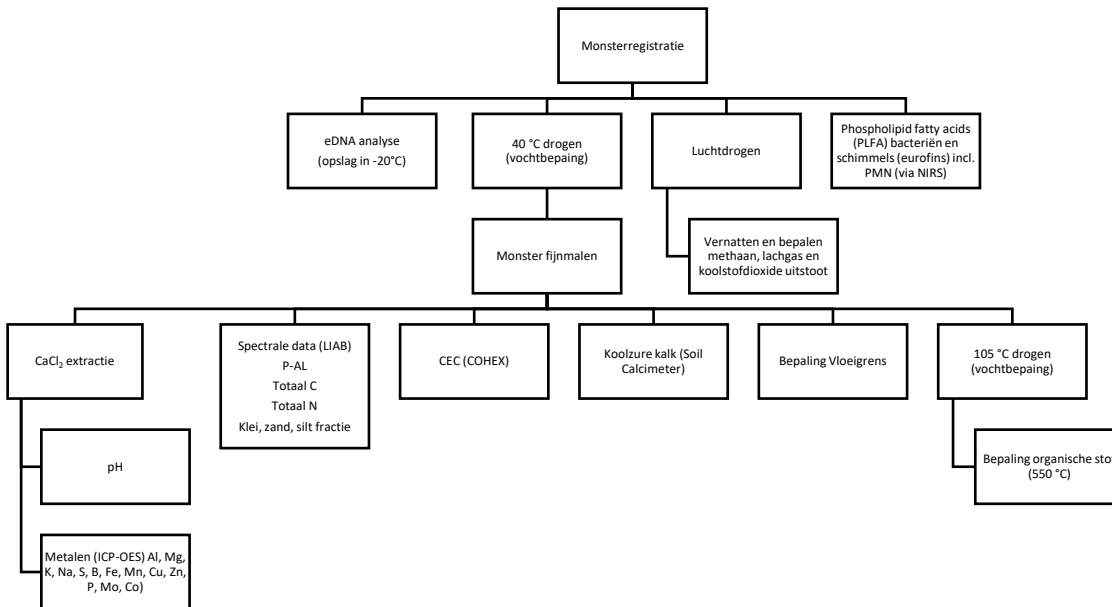 Monsterregistratie
eDNA analyse
(opslag in -20°C)
40 °C drogen
(vochtbepaing)
Luchtdrogen
Phospholipid fatty acids
(PLFA) bacteriën en
schimmels (eurofins) incl.
PMN (via NIRS)
Monster fijnmalen
Vernatten en bepalen
methaan, lachgas en
koolstofdioxide uitstoot
CaCl₂ extractie
Spectrale data (LIAB)
P-AL
Totaal C
Totaal N
Klei, zand, silt fractie
CEC (COHEX)
Koolzure kalk (Soil
Calcimeter)
Bepaling Vloeigrens
105 °C drogen
(vochtbepaing)
pH
Bepaling organische stof
(550 °C)
Metalen (ICP-OES) Al, Mg,
K, Na, S, B, Fe, Mn, Cu, Zn,
P, Mo, Co)